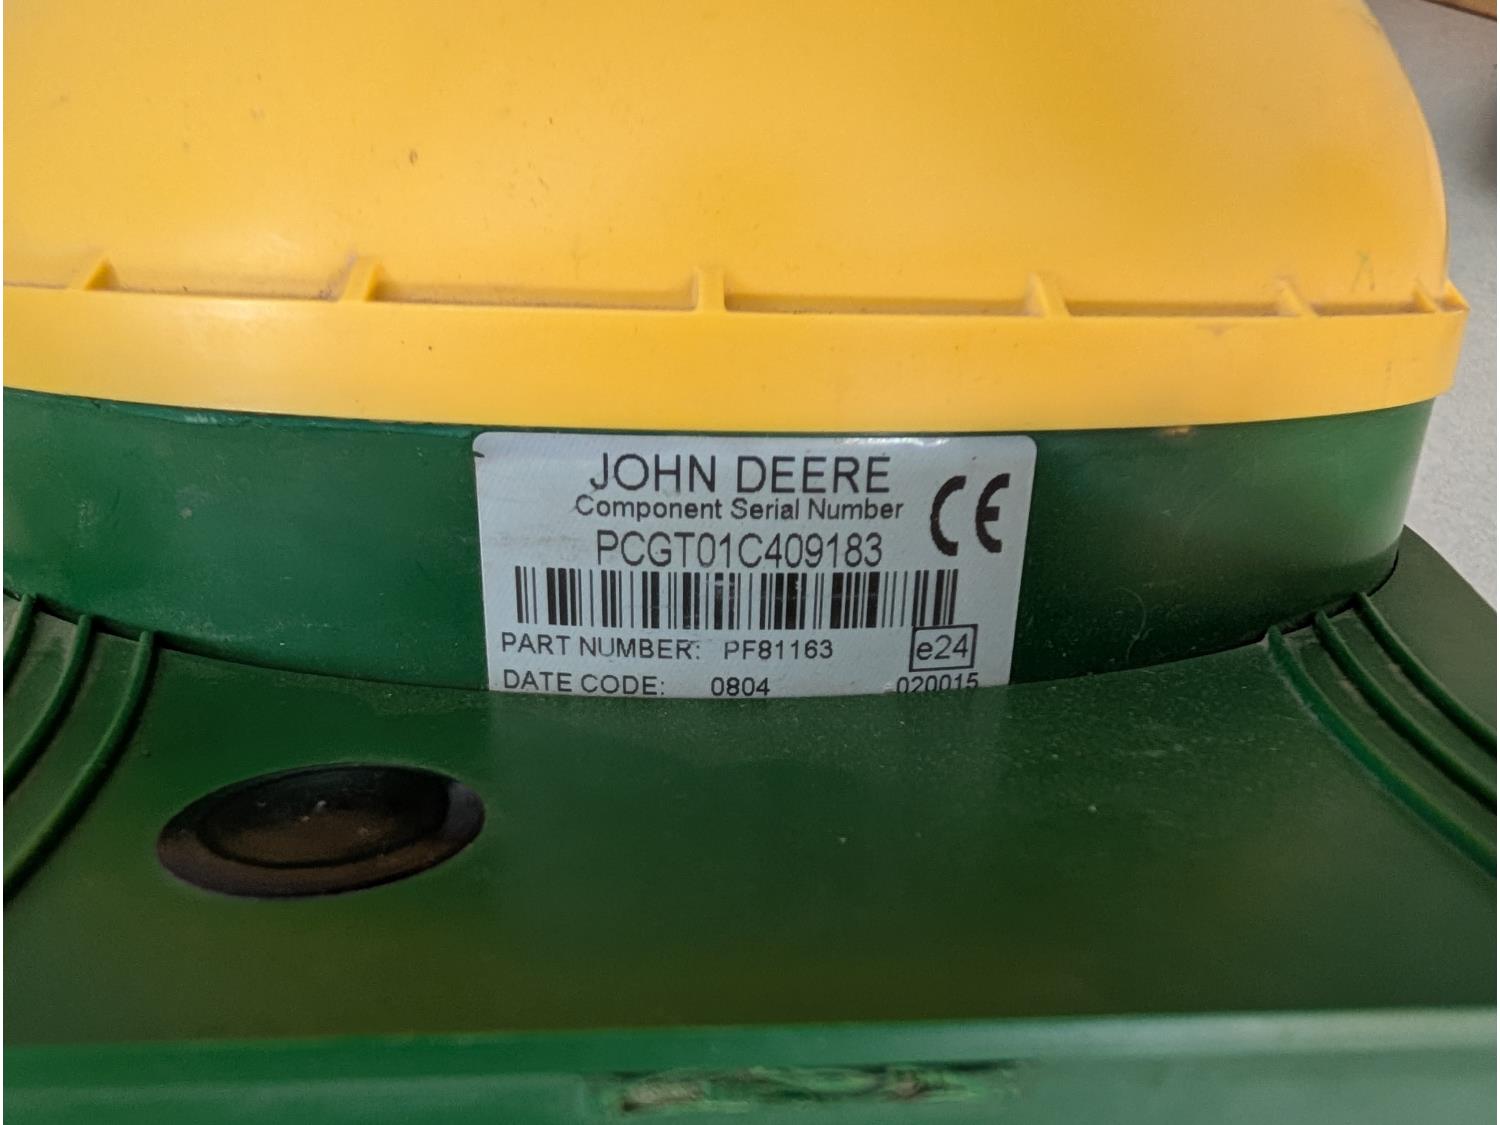 JOHN DEERE
Component Serial Number
CE
PCGT01C409183
PART NUMBER: PF81163
e24
DATE CODE: 0804
020015